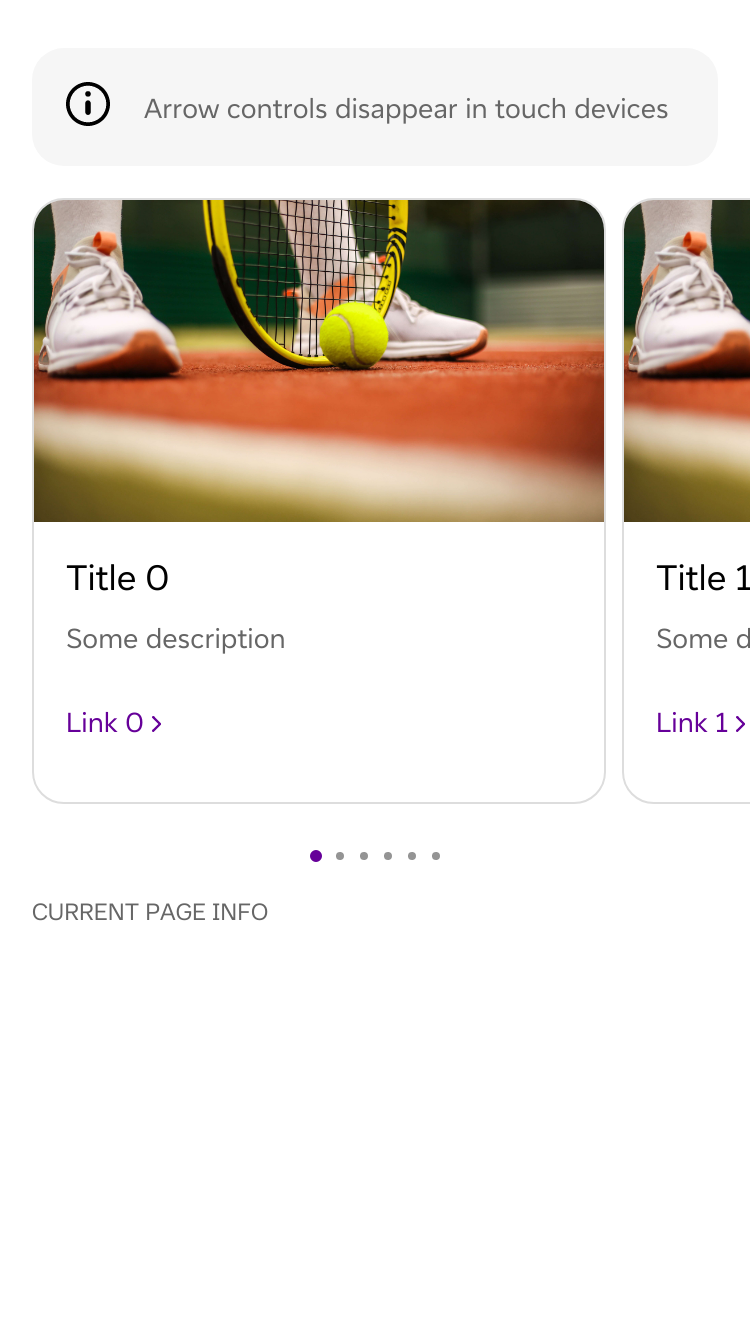 Arrow controls disappear in touch devices
Title 0
Some description
Link 0
Title 1
Some d
Link 1
CURRENT PAGE INFO